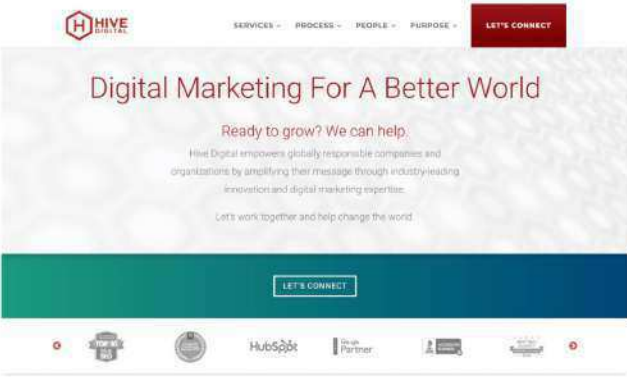 HIVE
DIGITAL
SERVICES
PROCESS
PEOPLE
PURPOSE
LET'S CONNECT
Digital Marketing For A Better World
Ready to grow? We can help.
Hive Digital empowers globally responsible companies and
organizations by amplifying their message through industry-leading
innovation and digital marketing expertise.
Let's work together and help change the world
LET'S CONNECT
HubSpot
Google
Partner